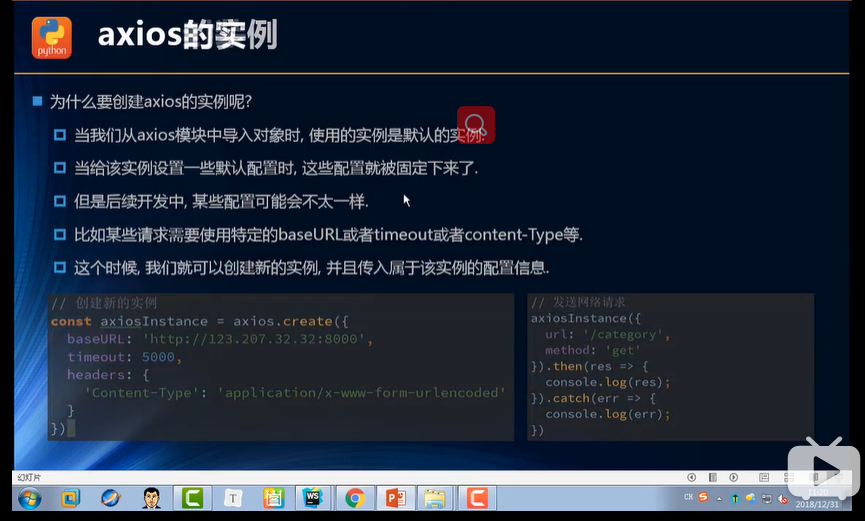 python
axios的实例
为什么要创建axios的实例呢?
当我们从axios模块中导入对象时, 使用的实例是默认的实例.
当给该实例设置一些默认配置时, 这些配置就被固定下来了.
但是后续开发中, 某些配置可能会不太一样.
比如某些请求需要使用特定的baseURL或者timeout或者content-Type等.
这个时候, 我们就可以创建新的实例, 并且传入属于该实例的配置信息.
// 创建新的实例
const axiosInstance = axios.create({
baseURL: 'http://123.207.32.32:8000',
timeout: 5000,
headers: {
'Content-Type': 'application/x-www-form-urlencoded'
}
})
// 发送网络请求
axiosInstance({
url: '/category',
method: 'get'
}).then(res => {
console.log(res);
}).catch(err => {
console.log(err);
})
幻灯片
CH
11:20
2018/12/31